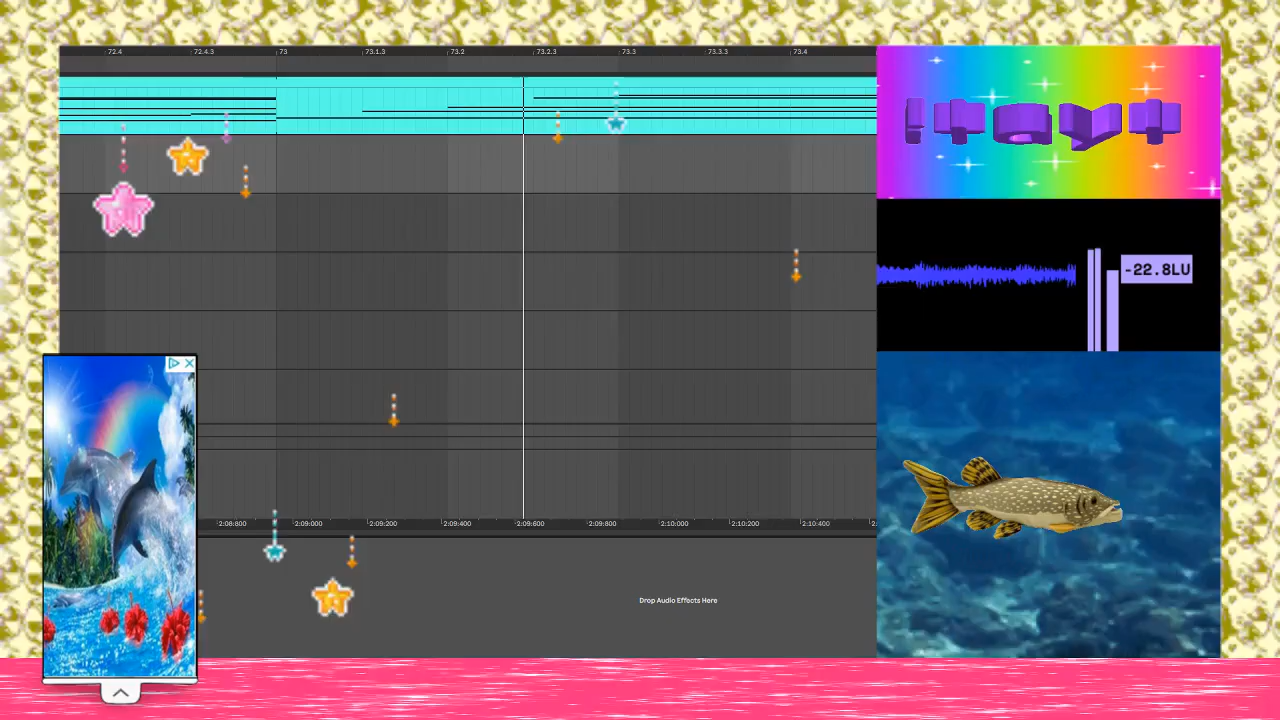 72.4 72.4.3 73 73.1.3 73.2 73.2.3 73.3 73.3.3 73.4
-22.8LU
2:08:800 2:09:000 2:09:200 2:09:400 2:09:600 2:09:800 2:10:000 2:10:200 2:10:400
Drop Audio Effects Here